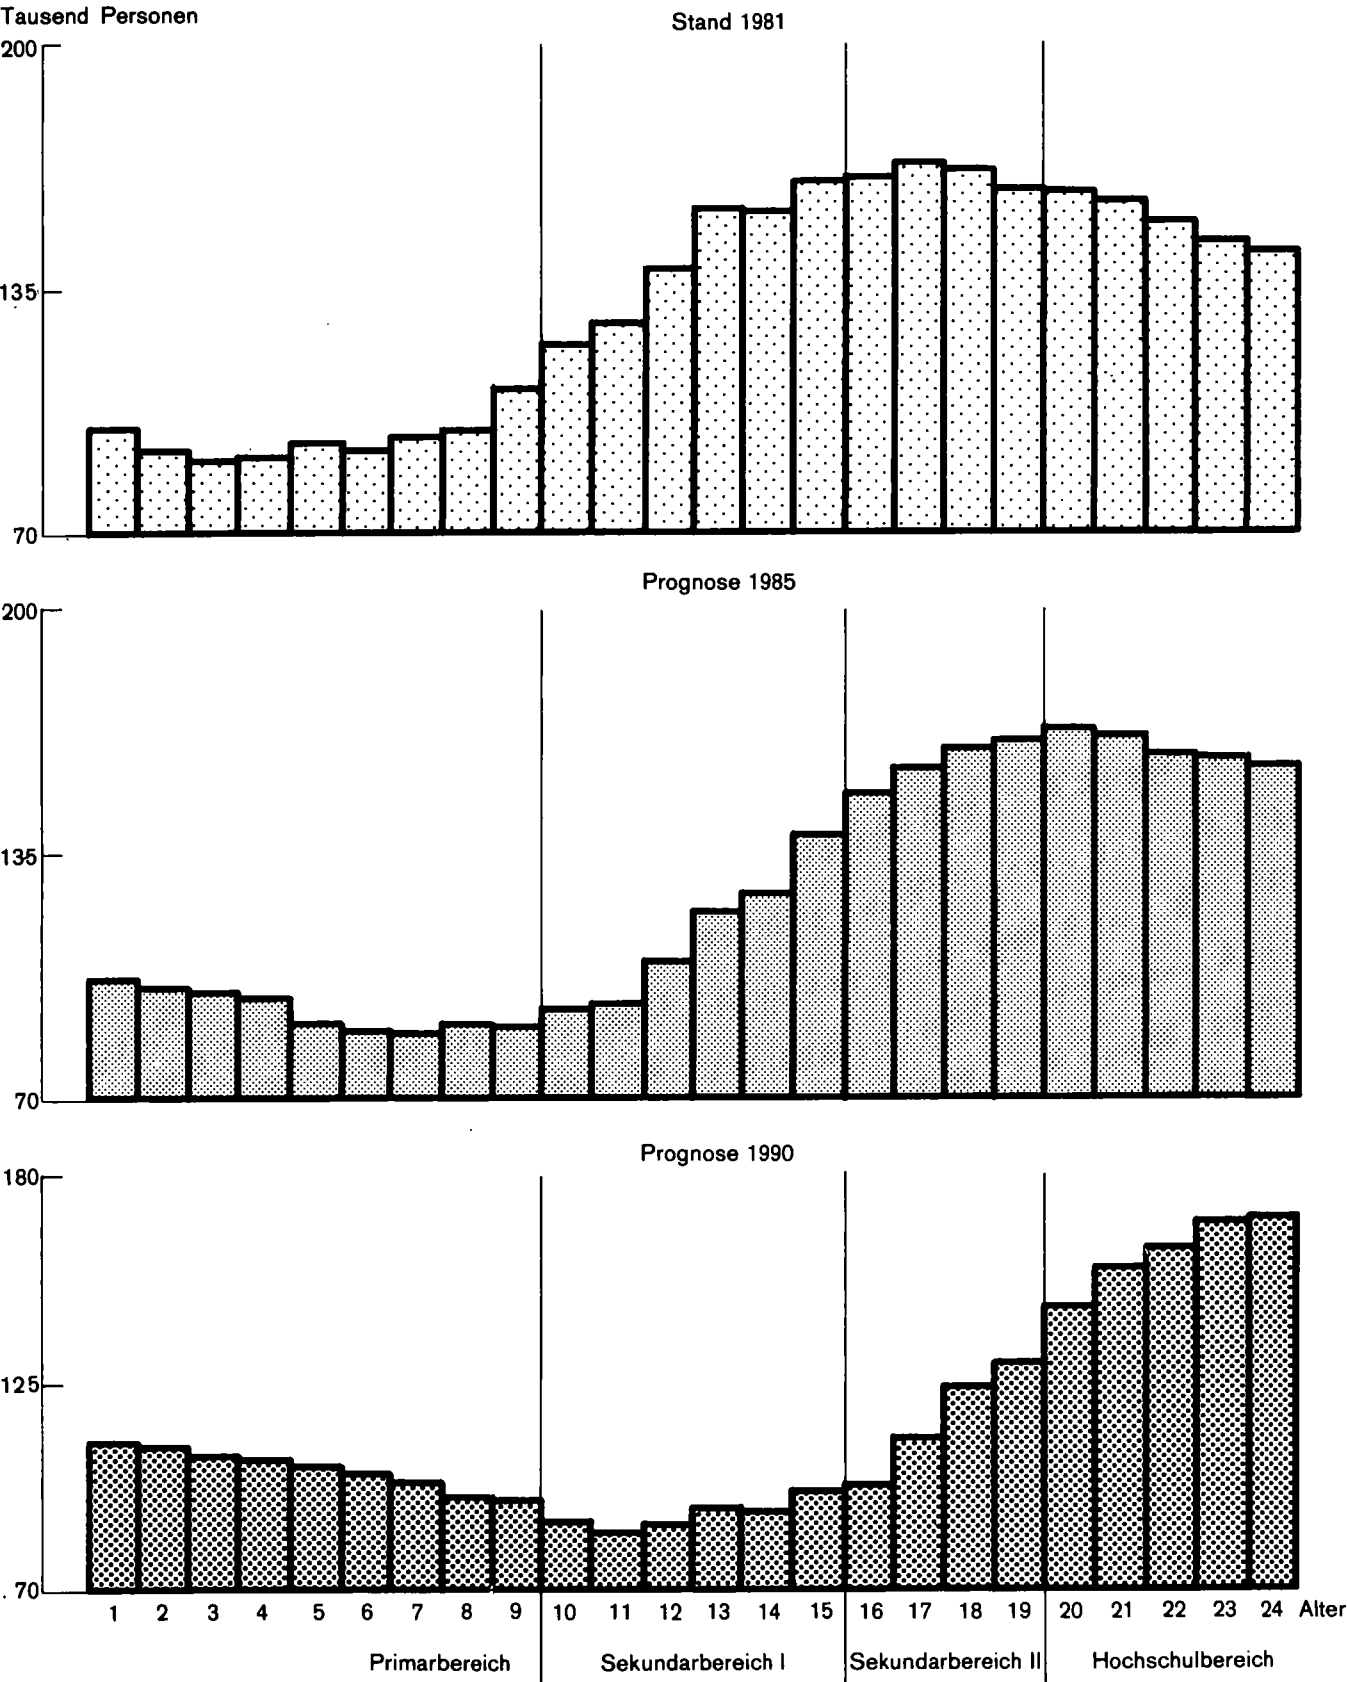 Tausend Personen
Stand 1981
200
135
70
Prognose 1985
200
135
70
Prognose 1990
180
125
70
1 2 3 4 5 6 7 8 9 10 11 12 13 14 15 16 17 18 19 20 21 22 23 24 Alter
Primarbereich Sekundarbereich I Sekundarbereich II Hochschulbereich